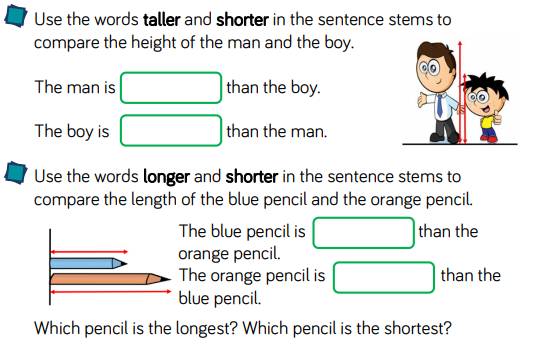 Use the words taller and shorter in the sentence stems to
compare the height of the man and the boy.
The man is than the boy.
The boy is than the man.
Use the words longer and shorter in the sentence stems to
compare the length of the blue pencil and the orange pencil.
The blue pencil is than the
orange pencil.
The orange pencil is than the
blue pencil.
Which pencil is the longest? Which pencil is the shortest?